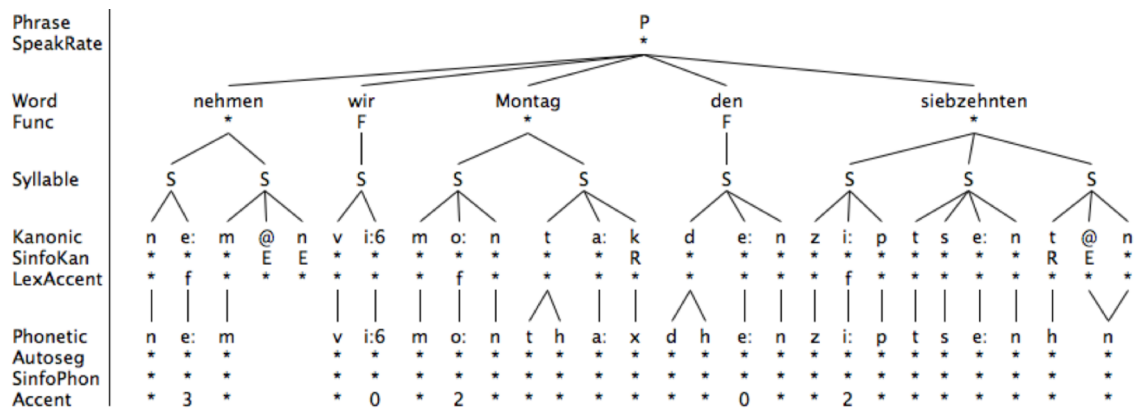 Phrase P
SpeakRate *
Word nehmen wir Montag den siebzehnten
Func * F * F *
Syllable S S S S S S S S S
Kanonic n e: m @ n v i:6 m o: n t a: k d e: n z i: p t s e: n t @ n
SinfoKan * * * E E * * * * * * * R * * * * * * * * * * R E *
LexAccent * f * * * * * * f * * * * * * * * f * * * * * * * *
Phonetic n e: m v i:6 m o: n t h a: x d h e: n z i: p t s e: n h n
Autoseg * * * * * * * * * * * * * * * * * * * * * * * * *
SinfoPhon * * * * * * * * * * * * * * * * * * * * * * * * *
Accent * 3 * * 0 * 2 * * * * * * * 0 * * 2 * * * * * * *